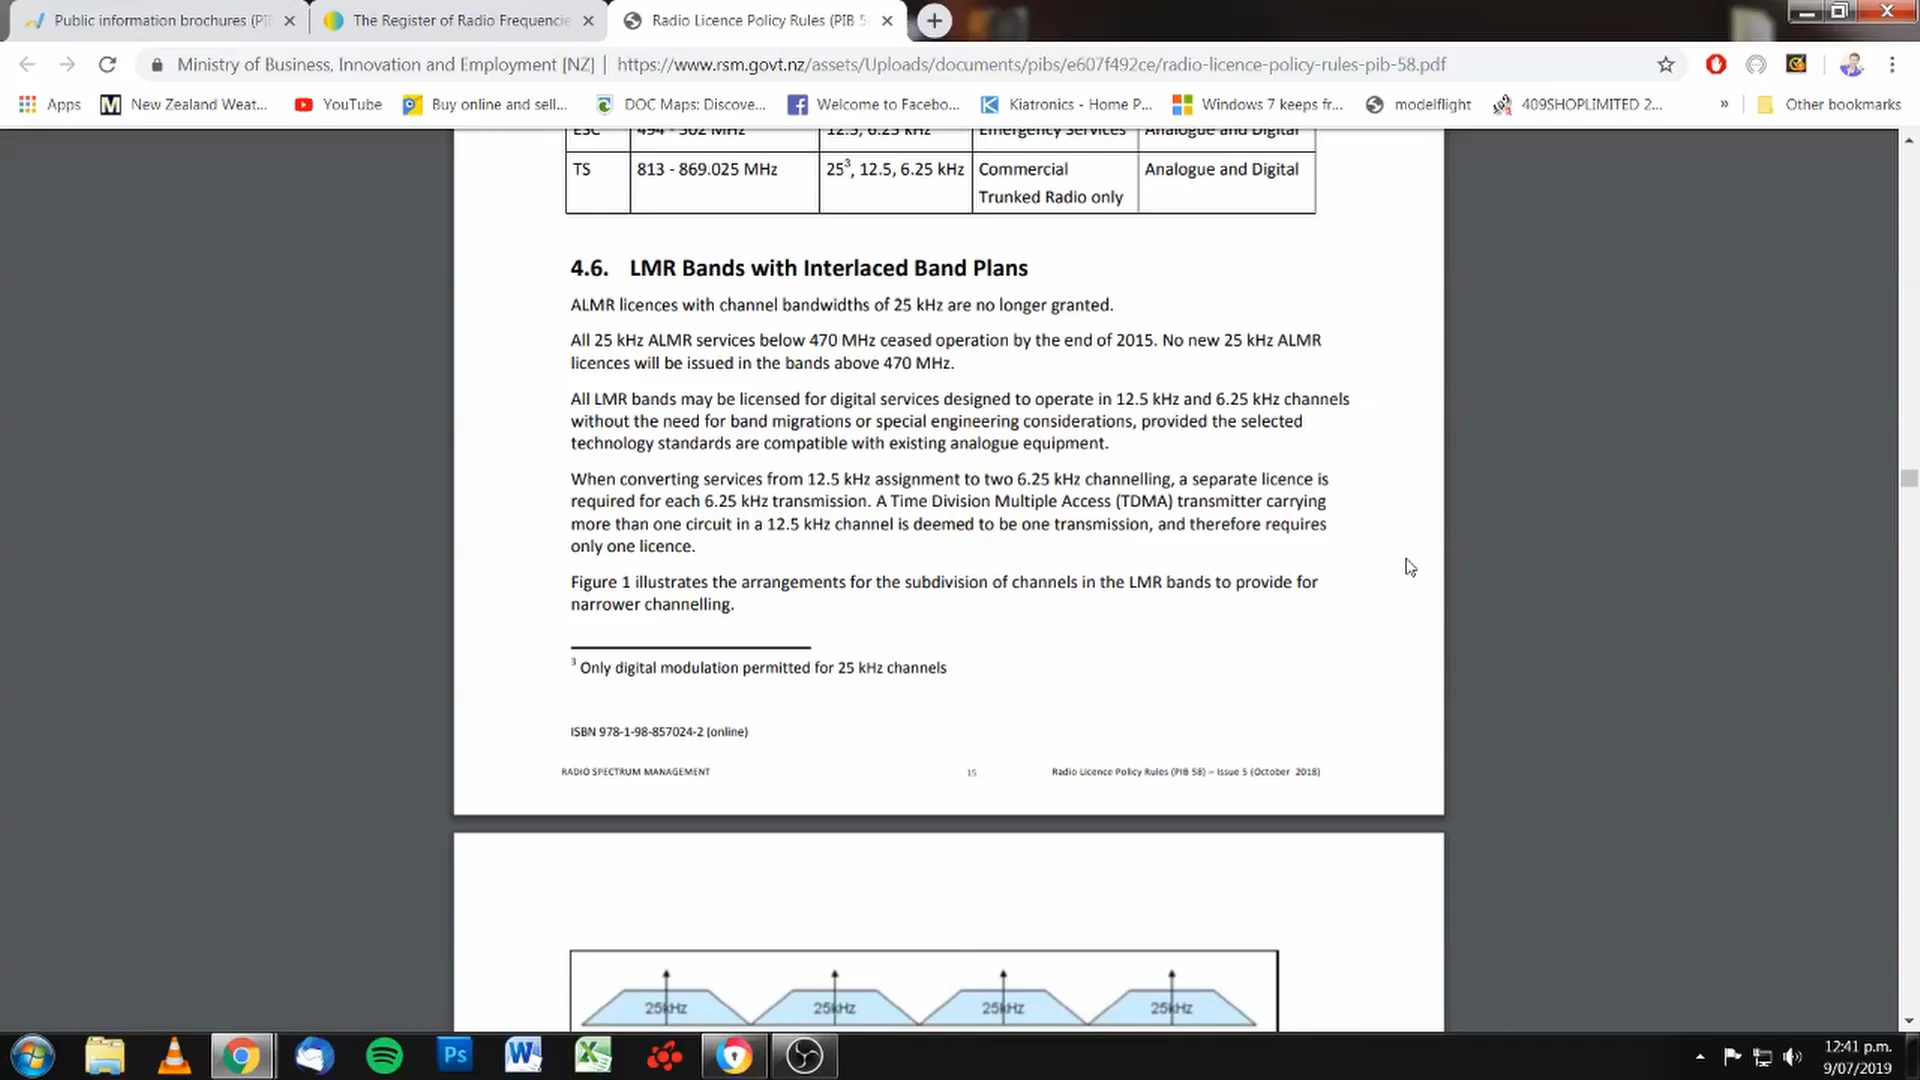 Public information brochures (PI
The Register of Radio Frequencie
Radio Licence Policy Rules (PIB 5
Ministry of Business, Innovation and Employment [NZ] | https://www.rsm.govt.nz/assets/Uploads/documents/pibs/e607f492ce/radio-licence-policy-rules-pib-58.pdf
Apps
New Zealand Weat...
YouTube
Buy online and sell...
DOC Maps: Discove...
Welcome to Facebo...
Kiatronics - Home P...
Windows 7 keeps fr...
modelflight
409SHOPLIMITED 2...
»
Other bookmarks
ESC 494 - 502 MHz 12.5, 6.25 kHz Emergency Services Analogue and Digital
TS 813 - 869.025 MHz 25³, 12.5, 6.25 kHz Commercial Analogue and Digital
Trunked Radio only
4.6. LMR Bands with Interlaced Band Plans
ALMR licences with channel bandwidths of 25 kHz are no longer granted.
All 25 kHz ALMR services below 470 MHz ceased operation by the end of 2015. No new 25 kHz ALMR
licences will be issued in the bands above 470 MHz.
All LMR bands may be licensed for digital services designed to operate in 12.5 kHz and 6.25 kHz channels
without the need for band migrations or special engineering considerations, provided the selected
technology standards are compatible with existing analogue equipment.
When converting services from 12.5 kHz assignment to two 6.25 kHz channelling, a separate licence is
required for each 6.25 kHz transmission. A Time Division Multiple Access (TDMA) transmitter carrying
more than one circuit in a 12.5 kHz channel is deemed to be one transmission, and therefore requires
only one licence.
Figure 1 illustrates the arrangements for the subdivision of channels in the LMR bands to provide for
narrower channelling.
³ Only digital modulation permitted for 25 kHz channels
ISBN 978-1-98-857024-2 (online)
RADIO SPECTRUM MANAGEMENT 15 Radio Licence Policy Rules (PIB 58) – Issue 5 (October 2018)
25kHz 25kHz 25kHz 25kHz
Ps
12:41 p.m.
9/07/2019